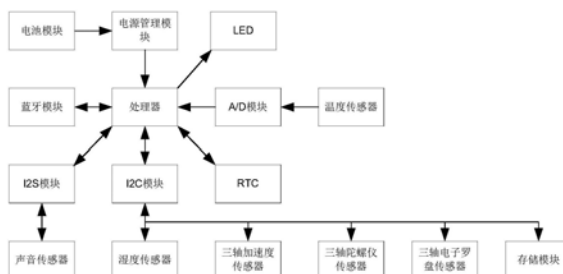 电池模块
电源管理模
块
LED
蓝牙模块
处理器
A/D模块
温度传感器
I2S模块
I2C模块
RTC
声音传感器
湿度传感器
三轴加速度
传感器
三轴陀螺仪
传感器
三轴电子罗
盘传感器
存储模块